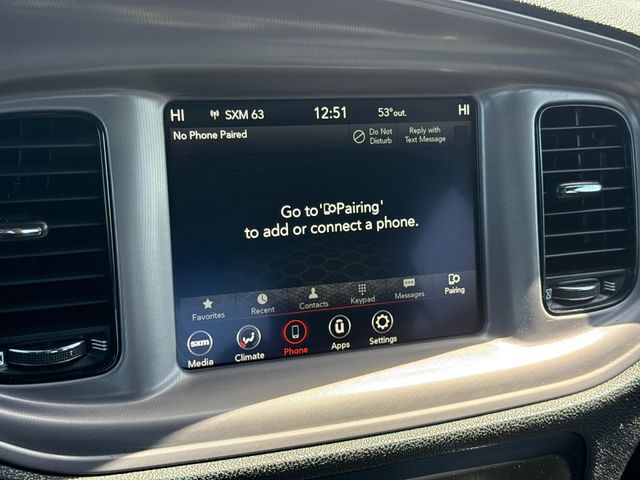 HI SXM 63 12:51 53°out. HI
No Phone Paired
Do Not
Disturb
Reply with
Text Message
Go to 'Pairing'
to add or connect a phone.
Favorites Recent Contacts Keypad Messages Pairing
sxm
Media Climate Phone Apps Settings